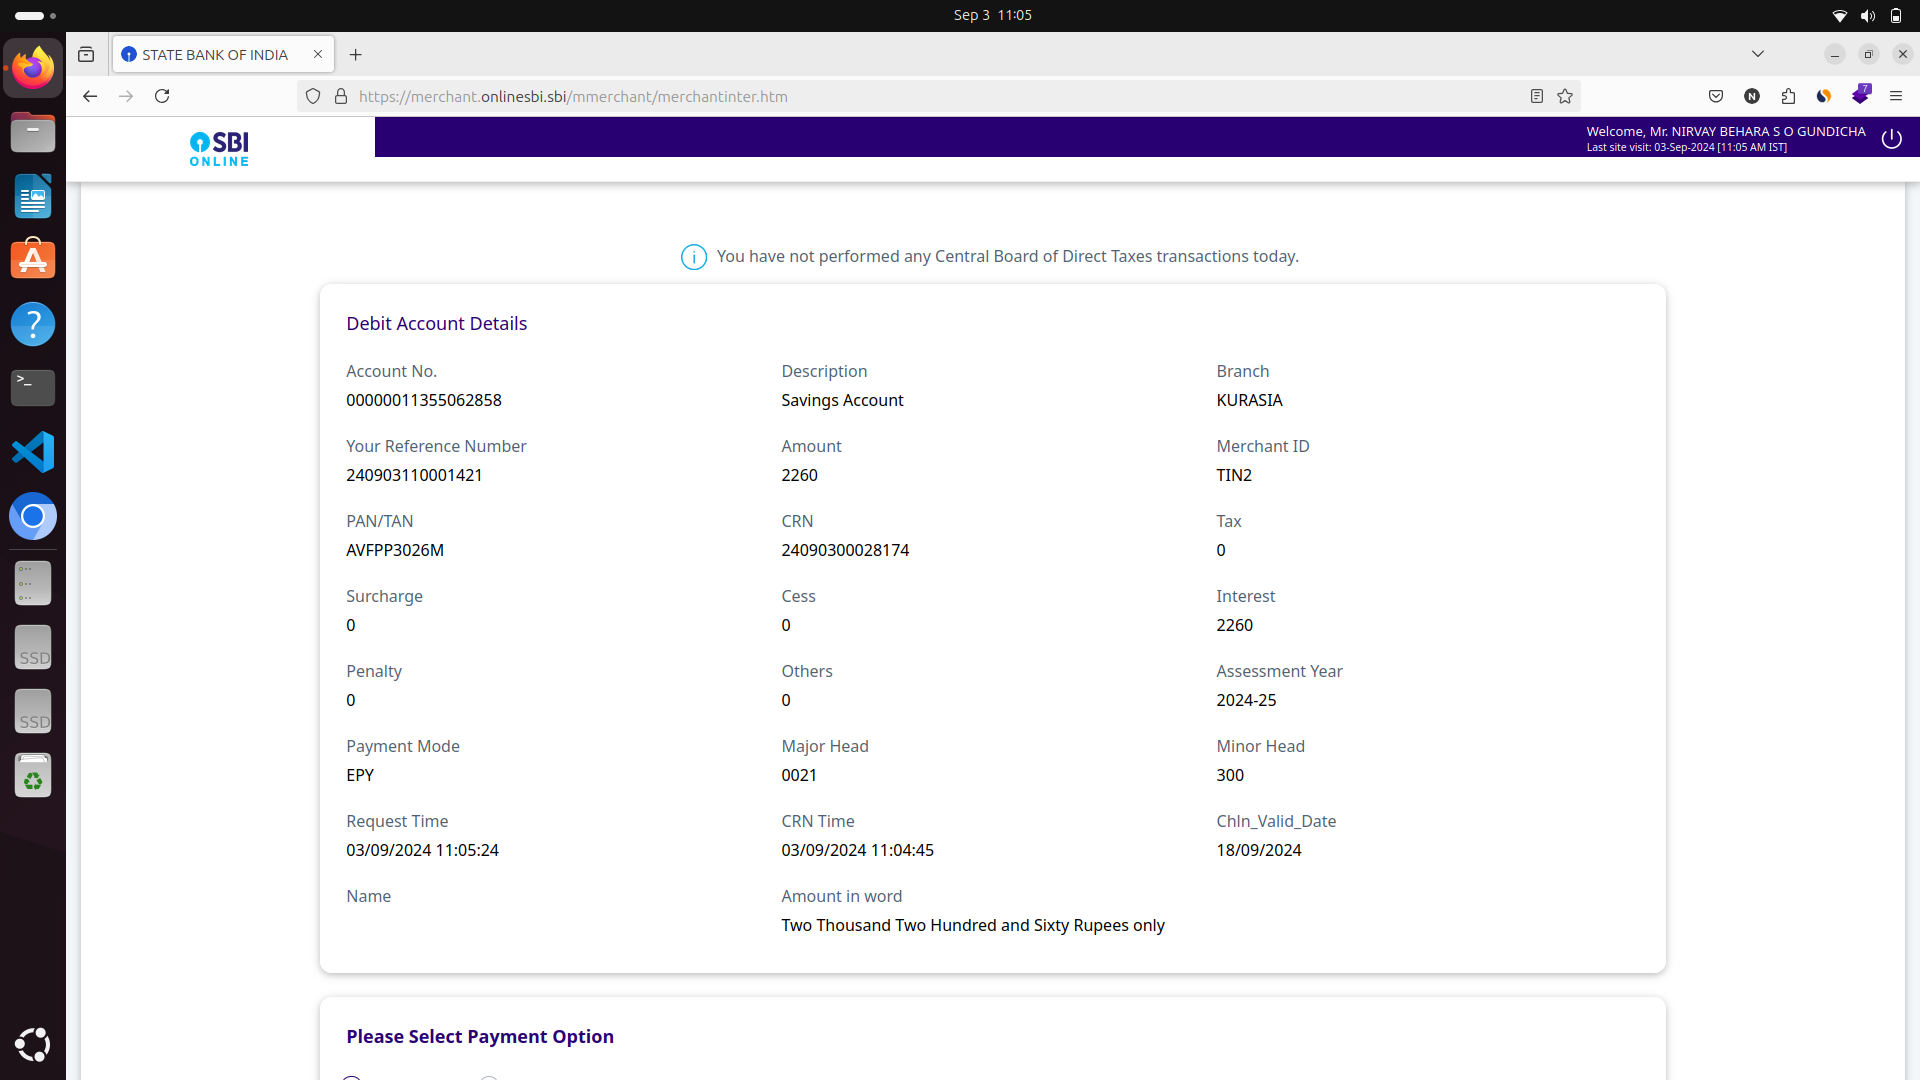 Sep 3 11:05
STATE BANK OF INDIA
https://merchant.onlinesbi.sbi/mmerchant/merchantinter.htm
N
7
SBI
ONLINE
Welcome, Mr. NIRVAY BEHARA S O GUNDICHA
Last site visit: 03-Sep-2024 [11:05 AM IST]
You have not performed any Central Board of Direct Taxes transactions today.
Debit Account Details
Account No. Description Branch
00000011355062858 Savings Account KURASIA
Your Reference Number Amount Merchant ID
240903110001421 2260 TIN2
PAN/TAN CRN Tax
AVFPP3026M 24090300028174 0
Surcharge Cess Interest
0 0 2260
Penalty Others Assessment Year
0 0 2024-25
Payment Mode Major Head Minor Head
EPY 0021 300
Request Time CRN Time Chln_Valid_Date
03/09/2024 11:05:24 03/09/2024 11:04:45 18/09/2024
Name Amount in word
Two Thousand Two Hundred and Sixty Rupees only
Please Select Payment Option
SSD
SSD